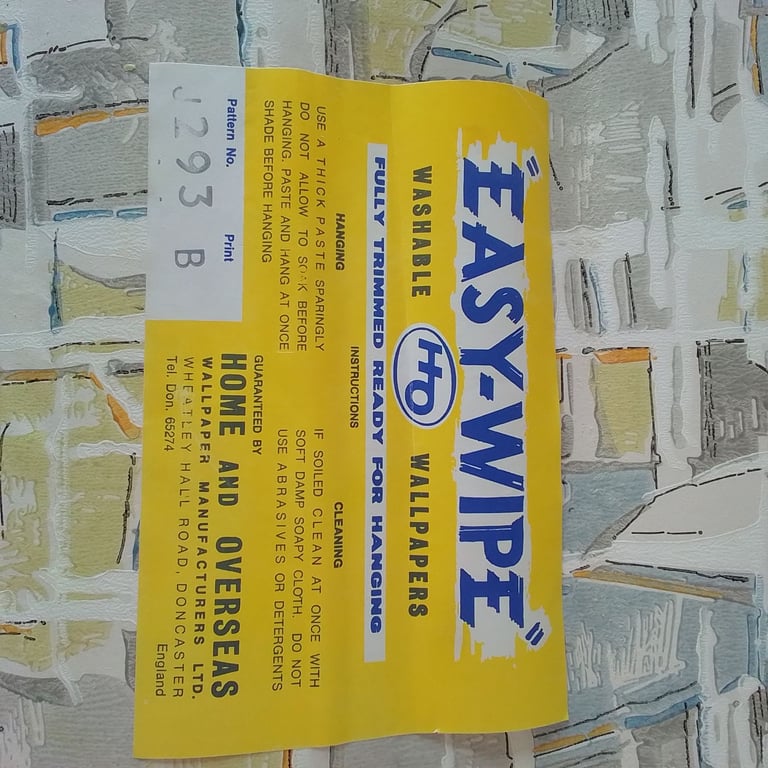 "EASY-WIPE"
WASHABLE HO WALLPAPERS
FULLY TRIMMED READY FOR HANGING
INSTRUCTIONS
HANGING
USE A THICK PASTE SPARINGLY
DO NOT ALLOW TO SOAK BEFORE
HANGING. PASTE AND HANG AT ONCE
SHADE BEFORE HANGING
CLEANING
IF SOILED CLEAN AT ONCE WITH
SOFT DAMP SOAPY CLOTH. DO NOT
USE ABRASIVES OR DETERGENTS
Pattern No. Print
J293 B
GUARANTEED BY
HOME AND OVERSEAS
WALLPAPER MANUFACTURERS LTD.
WHEATLEY HALL ROAD, DONCASTER
Tel. Don. 65274 England